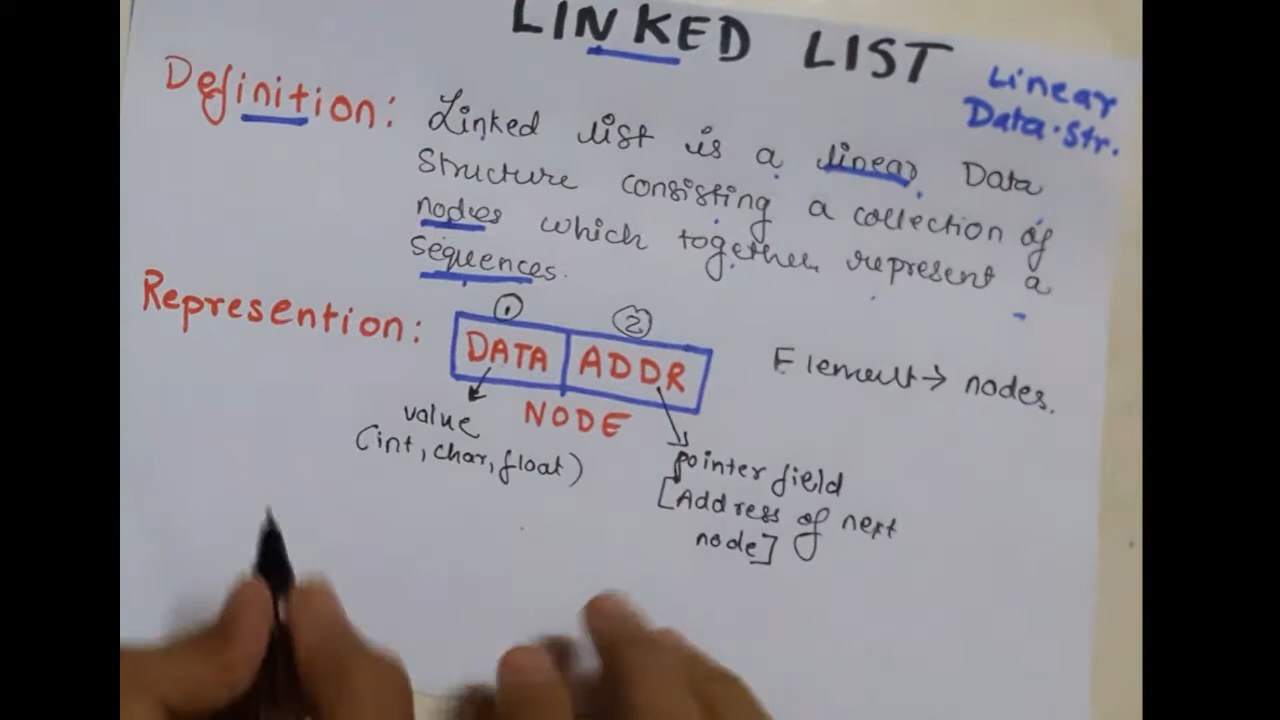 LINKED LIST
Linear
Data.Str.
Definition: Linked list is a linear Data
Structure consisting a collection of
nodes which together represent a
sequences.
Represention:
1 2
DATA ADDR
NODE
Element → nodes.
value
(int, char, float)
pointer field
[Address of next
node]